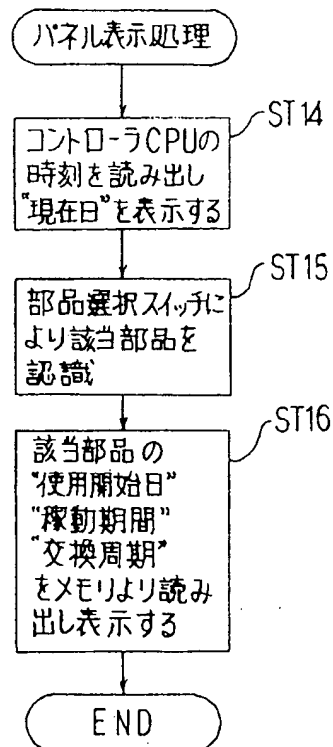 パネル表示処理
ST14
コントローラCPUの
時刻を読み出し
"現在日"を表示する
ST15
部品選択スイッチに
より該当部品を
認識
ST16
該当部品の
"使用開始日"
"稼動期間"
"交換周期"
をメモリより読み
出し表示する
END